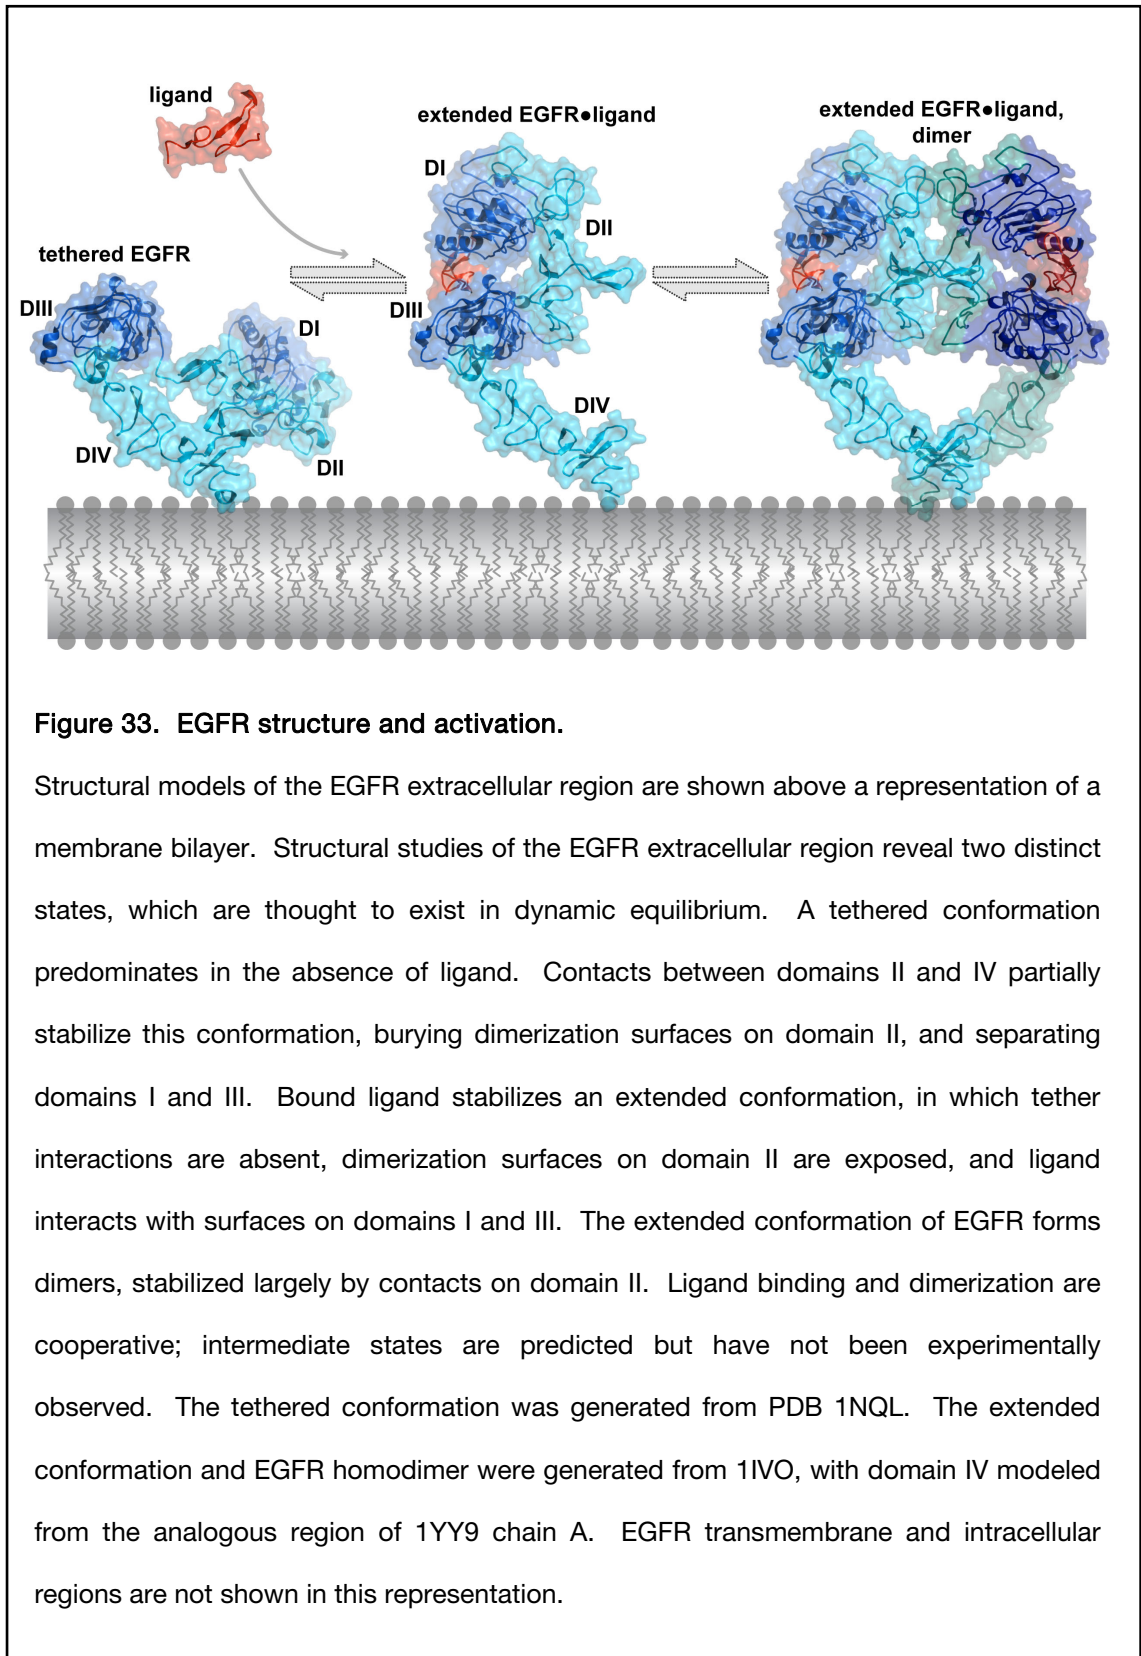 ligand
extended EGFR●ligand
extended EGFR●ligand,
dimer
DI
DII
tethered EGFR
DIII
DI
DIII
DIV
DIV
DII
Figure 33. EGFR structure and activation.
Structural models of the EGFR extracellular region are shown above a representation of a
membrane bilayer. Structural studies of the EGFR extracellular region reveal two distinct
states, which are thought to exist in dynamic equilibrium. A tethered conformation
predominates in the absence of ligand. Contacts between domains II and IV partially
stabilize this conformation, burying dimerization surfaces on domain II, and separating
domains I and III. Bound ligand stabilizes an extended conformation, in which tether
interactions are absent, dimerization surfaces on domain II are exposed, and ligand
interacts with surfaces on domains I and III. The extended conformation of EGFR forms
dimers, stabilized largely by contacts on domain II. Ligand binding and dimerization are
cooperative; intermediate states are predicted but have not been experimentally
observed. The tethered conformation was generated from PDB 1NQL. The extended
conformation and EGFR homodimer were generated from 1IVO, with domain IV modeled
from the analogous region of 1YY9 chain A. EGFR transmembrane and intracellular
regions are not shown in this representation.